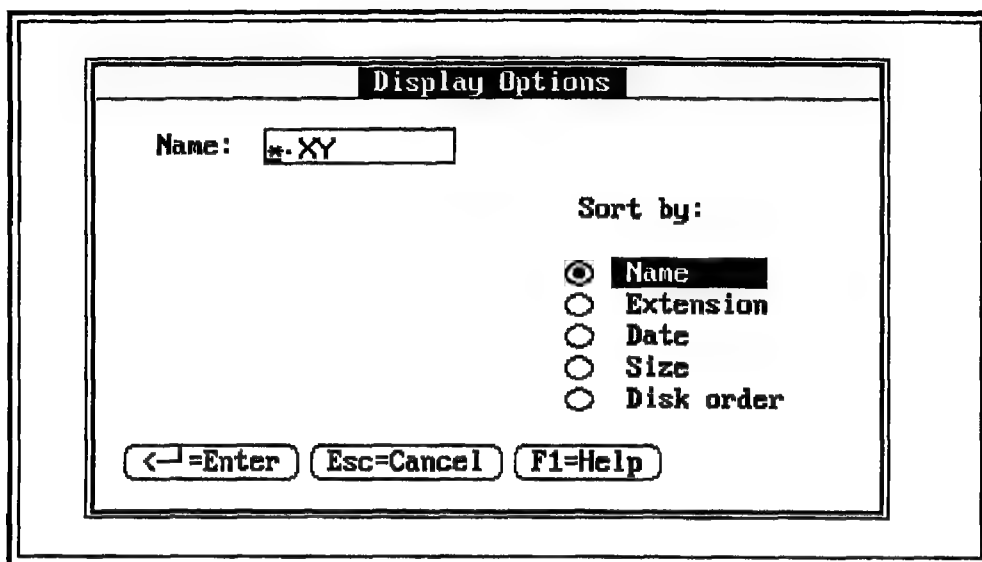 Display Options
Name: *.XY
Sort by:
Name
Extension
Date
Size
Disk order
<┘=Enter Esc=Cancel F1=Help